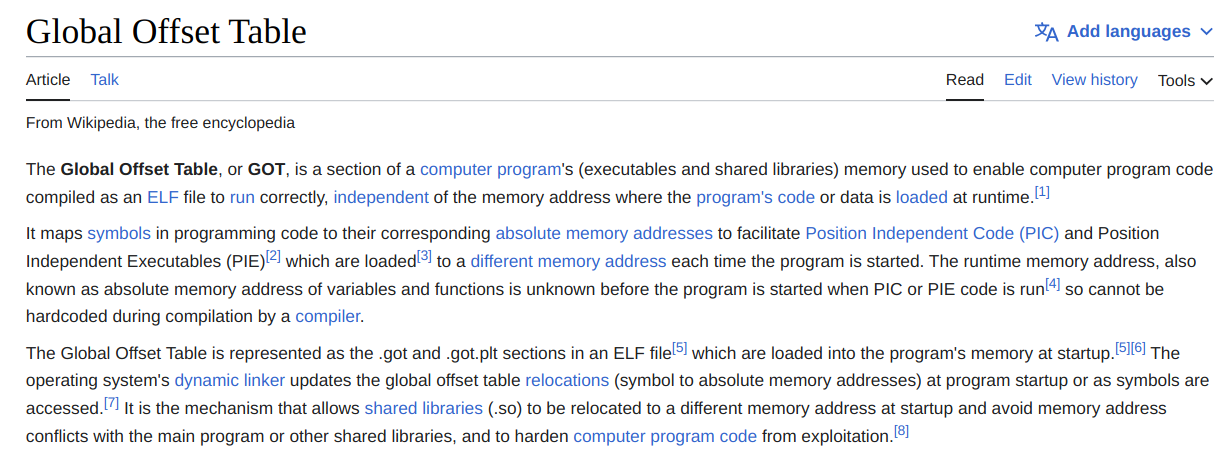 Global Offset Table
Add languages
Article Talk
Read Edit View history Tools
From Wikipedia, the free encyclopedia
The Global Offset Table, or GOT, is a section of a computer program's (executables and shared libraries) memory used to enable computer program code
compiled as an ELF file to run correctly, independent of the memory address where the program's code or data is loaded at runtime.[1]
It maps symbols in programming code to their corresponding absolute memory addresses to facilitate Position Independent Code (PIC) and Position
Independent Executables (PIE)[2] which are loaded[3] to a different memory address each time the program is started. The runtime memory address, also
known as absolute memory address of variables and functions is unknown before the program is started when PIC or PIE code is run[4] so cannot be
hardcoded during compilation by a compiler.
The Global Offset Table is represented as the .got and .got.plt sections in an ELF file[5] which are loaded into the program's memory at startup.[5][6] The
operating system's dynamic linker updates the global offset table relocations (symbol to absolute memory addresses) at program startup or as symbols are
accessed.[7] It is the mechanism that allows shared libraries (.so) to be relocated to a different memory address at startup and avoid memory address
conflicts with the main program or other shared libraries, and to harden computer program code from exploitation.[8]